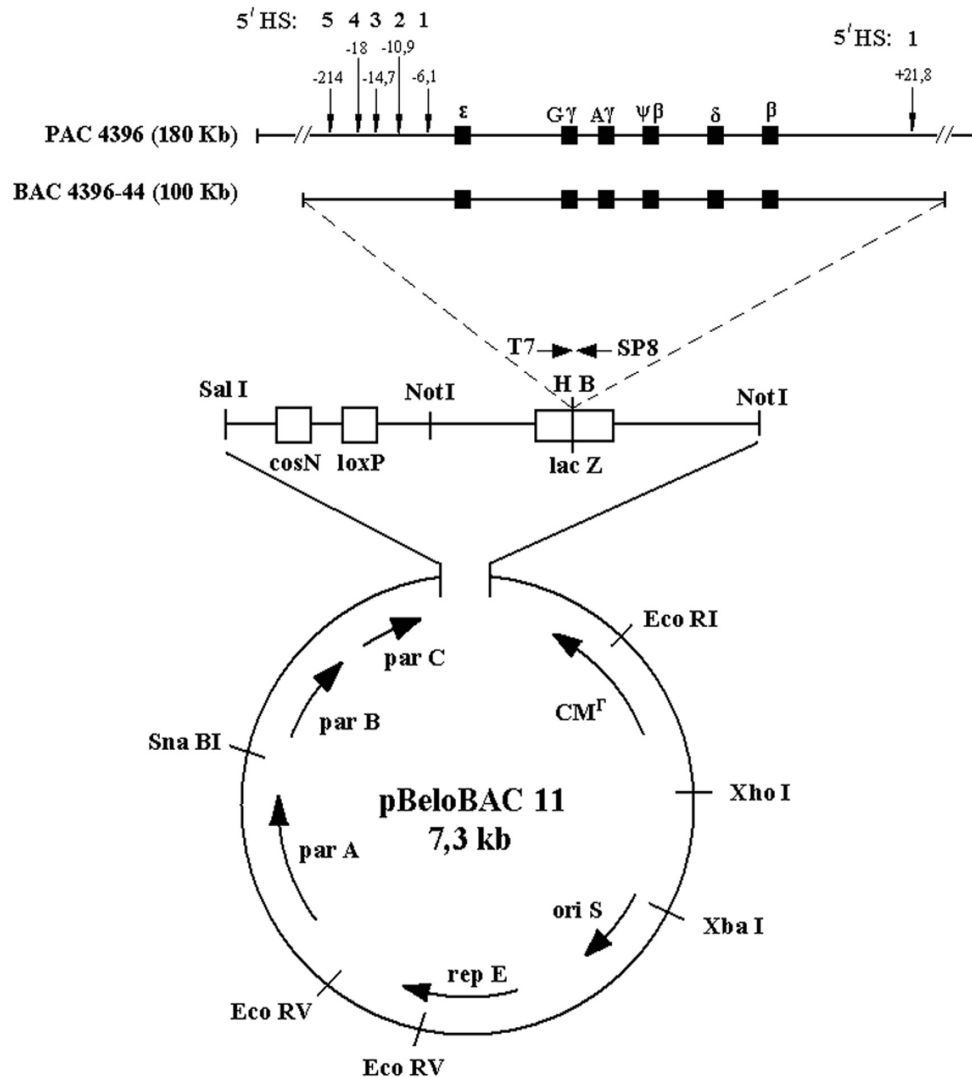 5' HS: 5 4 3 2 1
5' HS: 1
-214 -18 -14,7 -10,9 -6,1
+21,8
ε Gγ Aγ ψβ δ β
PAC 4396 (180 Kb)
BAC 4396-44 (100 Kb)
T7 SP8
H B
Sal I NotI NotI
cosN loxP lac Z
Eco RI
par C
CMr
par B
Sna BI
pBeloBAC 11
7,3 kb
Xho I
par A
ori S
Xba I
rep E
Eco RV
Eco RV